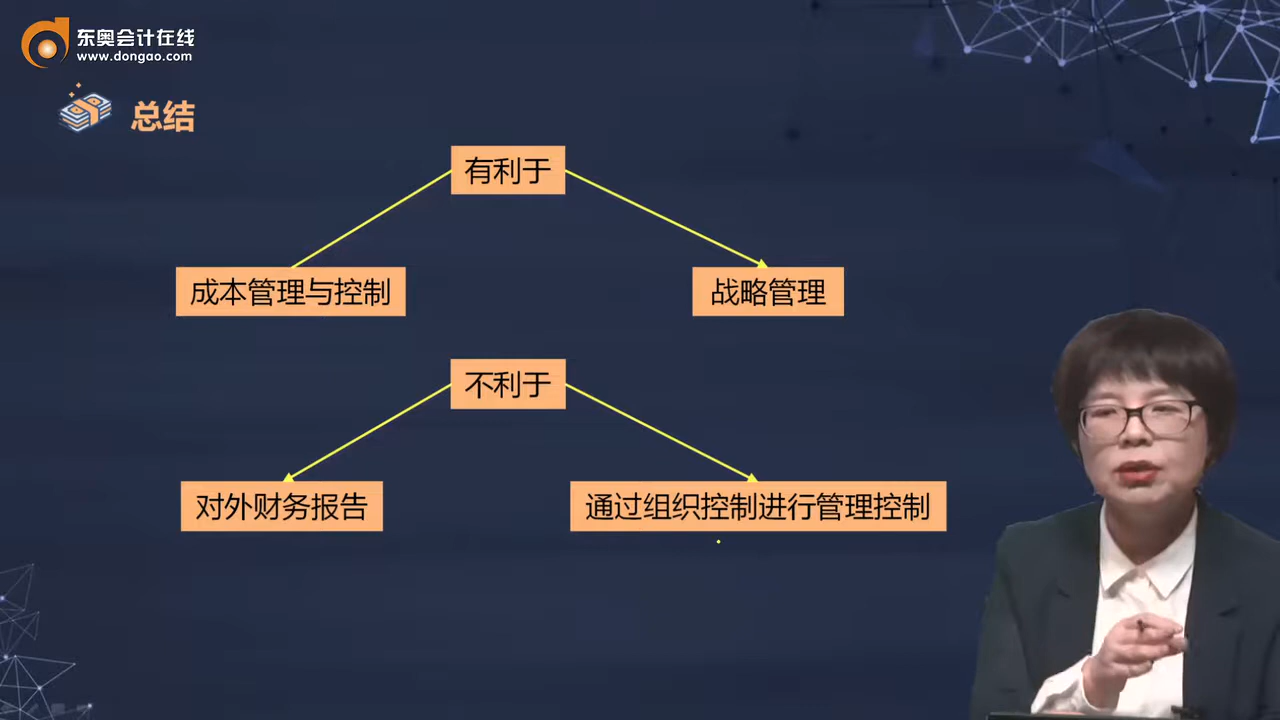 东奥会计在线
www.dongao.com
总结
有利于
成本管理与控制
战略管理
不利于
对外财务报告
通过组织控制进行管理控制